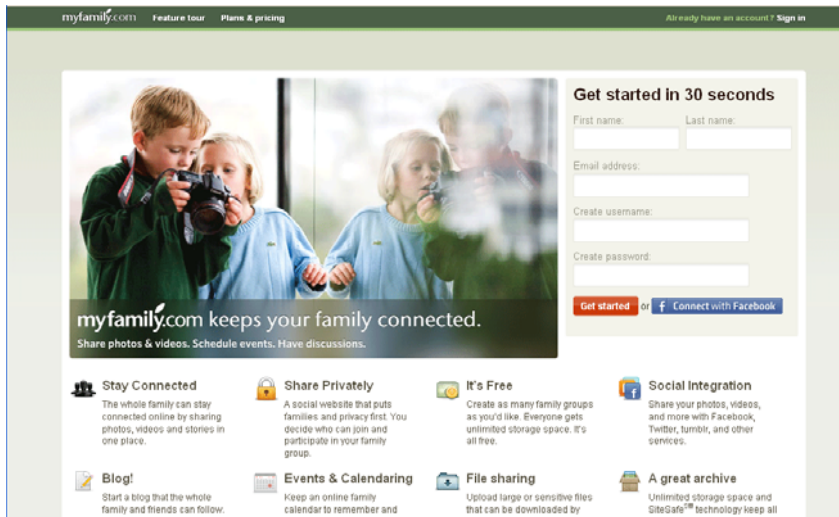 myfamily.com Feature tour Plans & pricing Already have an account? Sign in
Get started in 30 seconds
First name: Last name:
Email address:
Create username:
Create password:
Get started or f Connect with Facebook
myfamily.com keeps your family connected.
Share photos & videos. Schedule events. Have discussions.
Stay Connected
The whole family can stay
connected online by sharing
photos, videos and stories in
one place.
Share Privately
A social website that puts
families and privacy first. You
decide who can join and
participate in your family
group.
It's Free
Create as many family groups
as you'd like. Everyone gets
unlimited storage space. It's
all free.
Social Integration
Share your photos, videos,
and more with Facebook,
Twitter, tumblr, and other
services.
Blog!
Start a blog that the whole
family and friends can follow.
Events & Calendaring
Keep an online family
calendar to remember and
File sharing
Upload large or sensitive files
that can be downloaded by
A great archive
Unlimited storage space and
SiteSafe℠ technology keep all